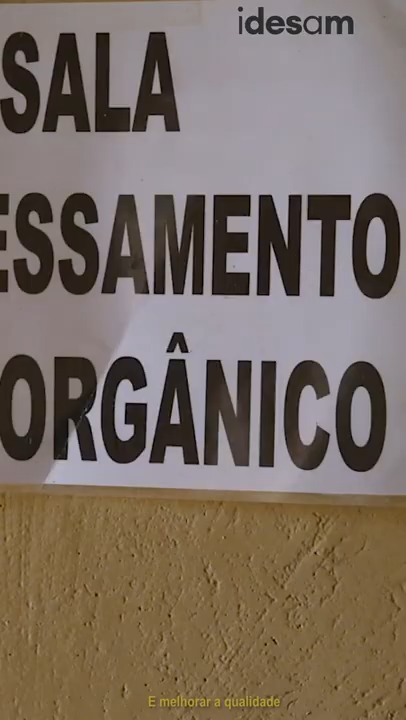 idesam
SALA
ESSAMENTO
ORGÂNICO
E melhorar a qualidade